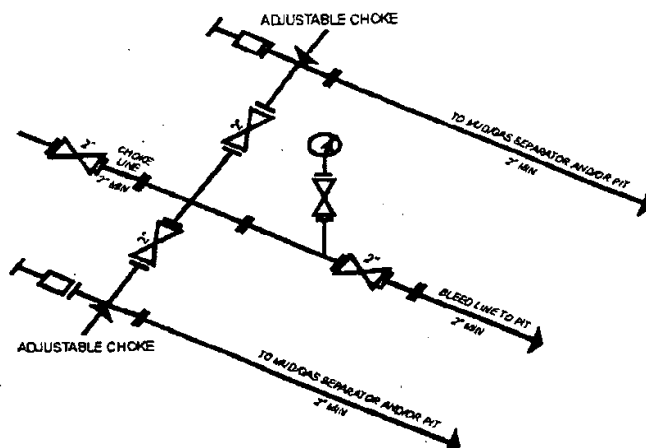 ADJUSTABLE CHOKE
TO MUD/GAS SEPARATOR AND/OR PIT
2" MIN
2"
2"
CHOKE
LINE
2" MIN
2"
2"
BLEED LINE TO PIT
2" MIN
ADJUSTABLE CHOKE
TO MUD/GAS SEPARATOR AND/OR PIT
2" MIN